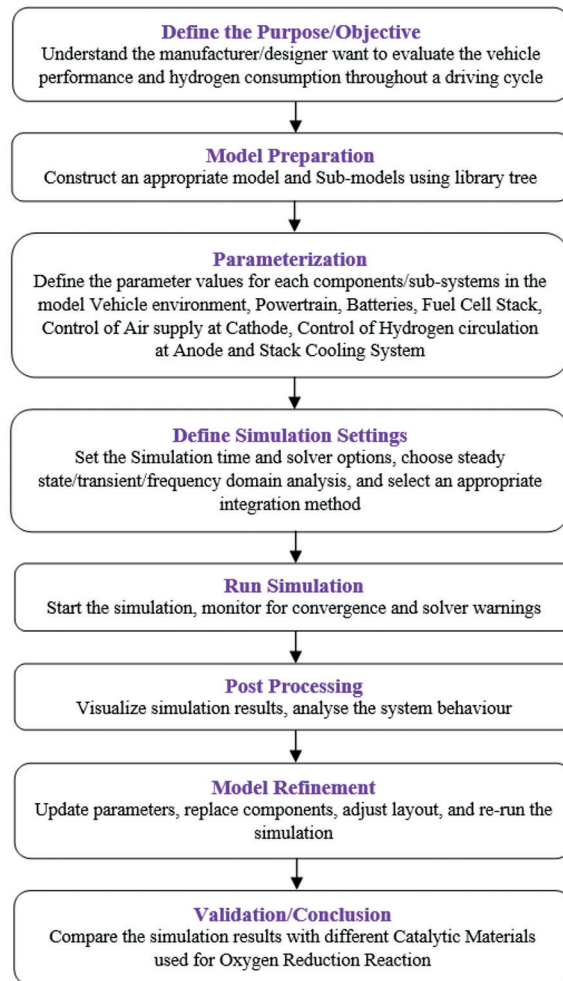 Define the Purpose/Objective
Understand the manufacturer/designer want to evaluate the vehicle
performance and hydrogen consumption throughout a driving cycle
Model Preparation
Construct an appropriate model and Sub-models using library tree
Parameterization
Define the parameter values for each components/sub-systems in the
model Vehicle environment, Powertrain, Batteries, Fuel Cell Stack,
Control of Air supply at Cathode, Control of Hydrogen circulation
at Anode and Stack Cooling System
Define Simulation Settings
Set the Simulation time and solver options, choose steady
state/transient/frequency domain analysis, and select an appropriate
integration method
Run Simulation
Start the simulation, monitor for convergence and solver warnings
Post Processing
Visualize simulation results, analyse the system behaviour
Model Refinement
Update parameters, replace components, adjust layout, and re-run the
simulation
Validation/Conclusion
Compare the simulation results with different Catalytic Materials
used for Oxygen Reduction Reaction